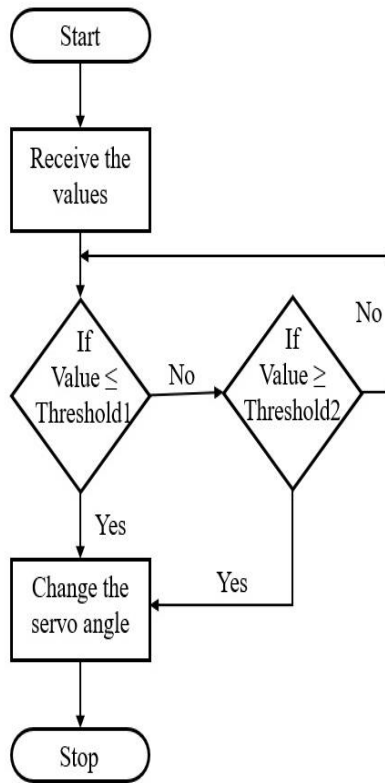 Start
Receive the
values
No
If
Value ≤
Threshold1
No
If
Value ≥
Threshold2
Yes
Yes
Change the
servo angle
Stop